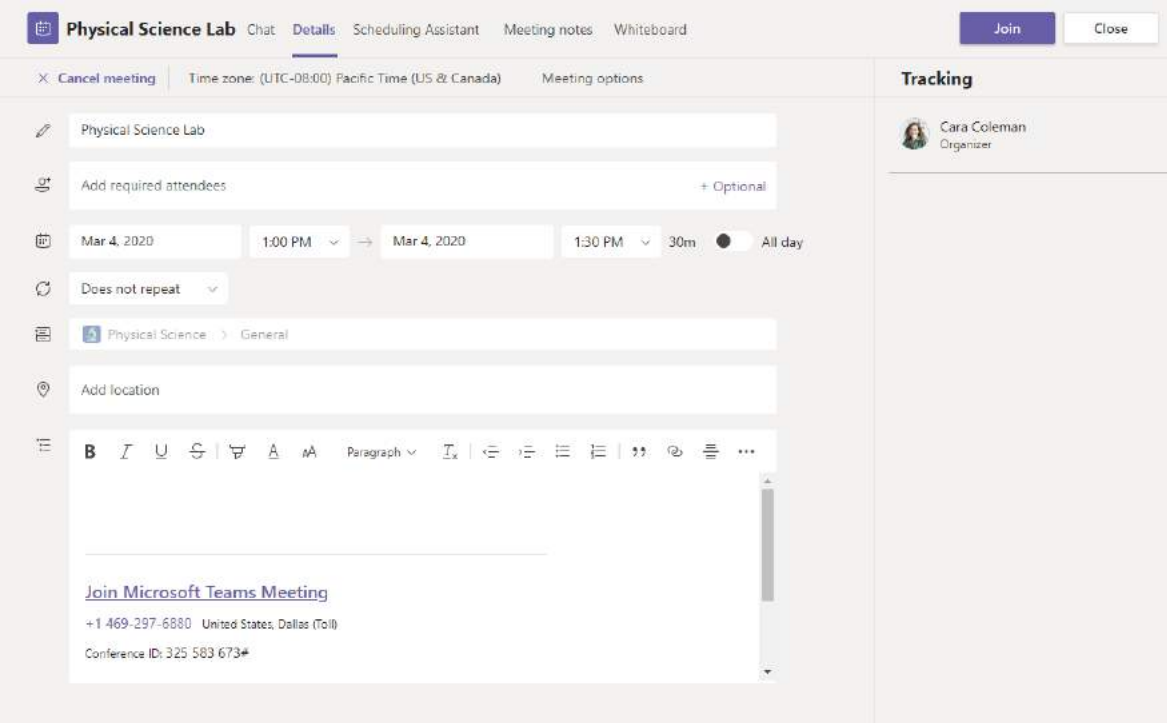 Physical Science Lab Chat Details Scheduling Assistant Meeting notes Whiteboard Join Close
× Cancel meeting Time zone: (UTC-08:00) Pacific Time (US & Canada) Meeting options
Tracking
Physical Science Lab
Cara Coleman
Organizer
Add required attendees + Optional
Mar 4, 2020 1:00 PM → Mar 4, 2020 1:30 PM 30m All day
Does not repeat
Physical Science > General
Add location
B I U S A AA Paragraph Tx
Join Microsoft Teams Meeting
+1 469-297-6880 United States, Dallas (Toll)
Conference ID: 325 583 673#